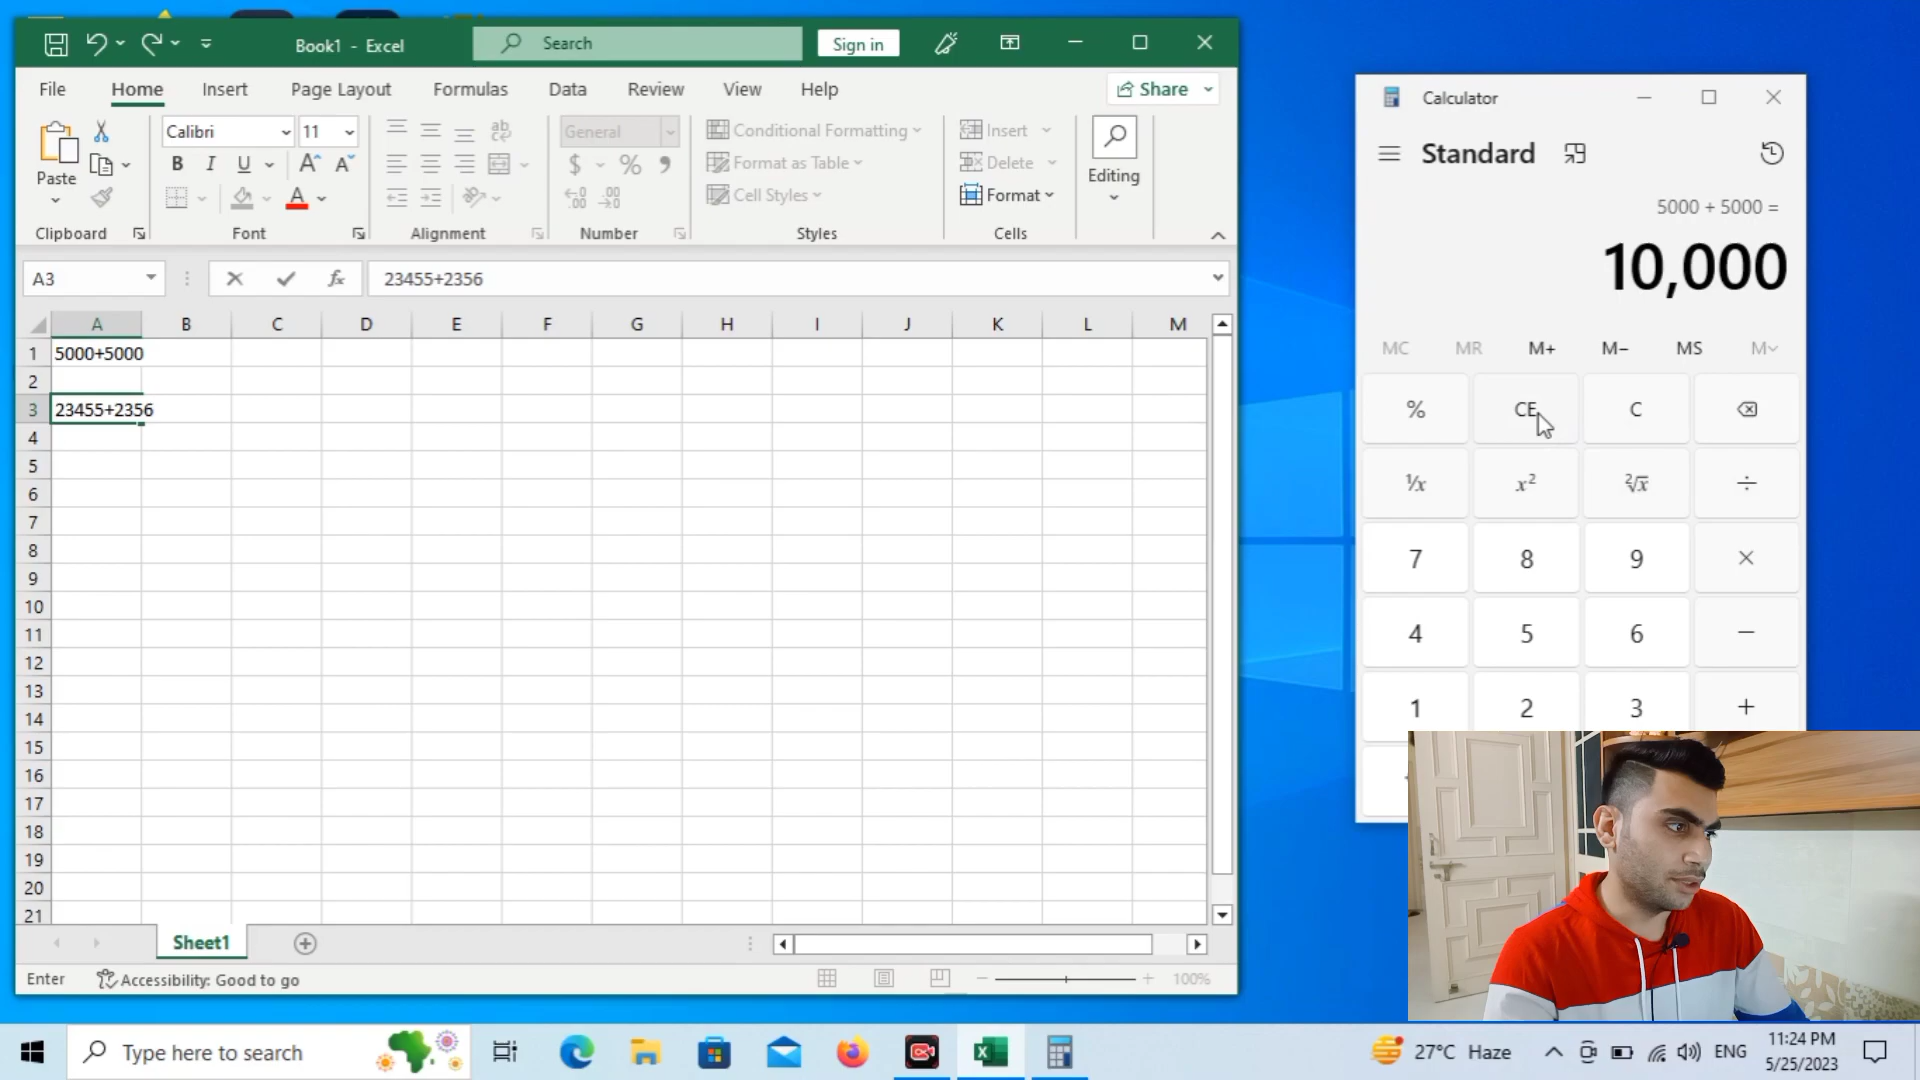 Book1 - Excel
Search
Sign in
File Home Insert Page Layout Formulas Data Review View Help
Share
Paste
Calibri
11
B I U
A A
A
ab
General
$ % ,
Conditional Formatting
Format as Table
Cell Styles
Insert
Delete
Format
Editing
Clipboard
Font
Alignment
Number
Styles
Cells
A3
fx
23455+2356
A B C D E F G H I J K L M
1 5000+5000
2
3 23455+2356
4
5
6
7
8
9
10
11
12
13
14
15
16
17
18
19
20
21
Sheet1
Enter
Accessibility: Good to go
100%
Calculator
Standard
5000 + 5000 =
10,000
MC MR M+ M− MS M
% CE C
¹/x x² ²√x ÷
7 8 9 ×
4 5 6 −
1 2 3 +
Type here to search
27°C Haze
ENG
11:24 PM
5/25/2023